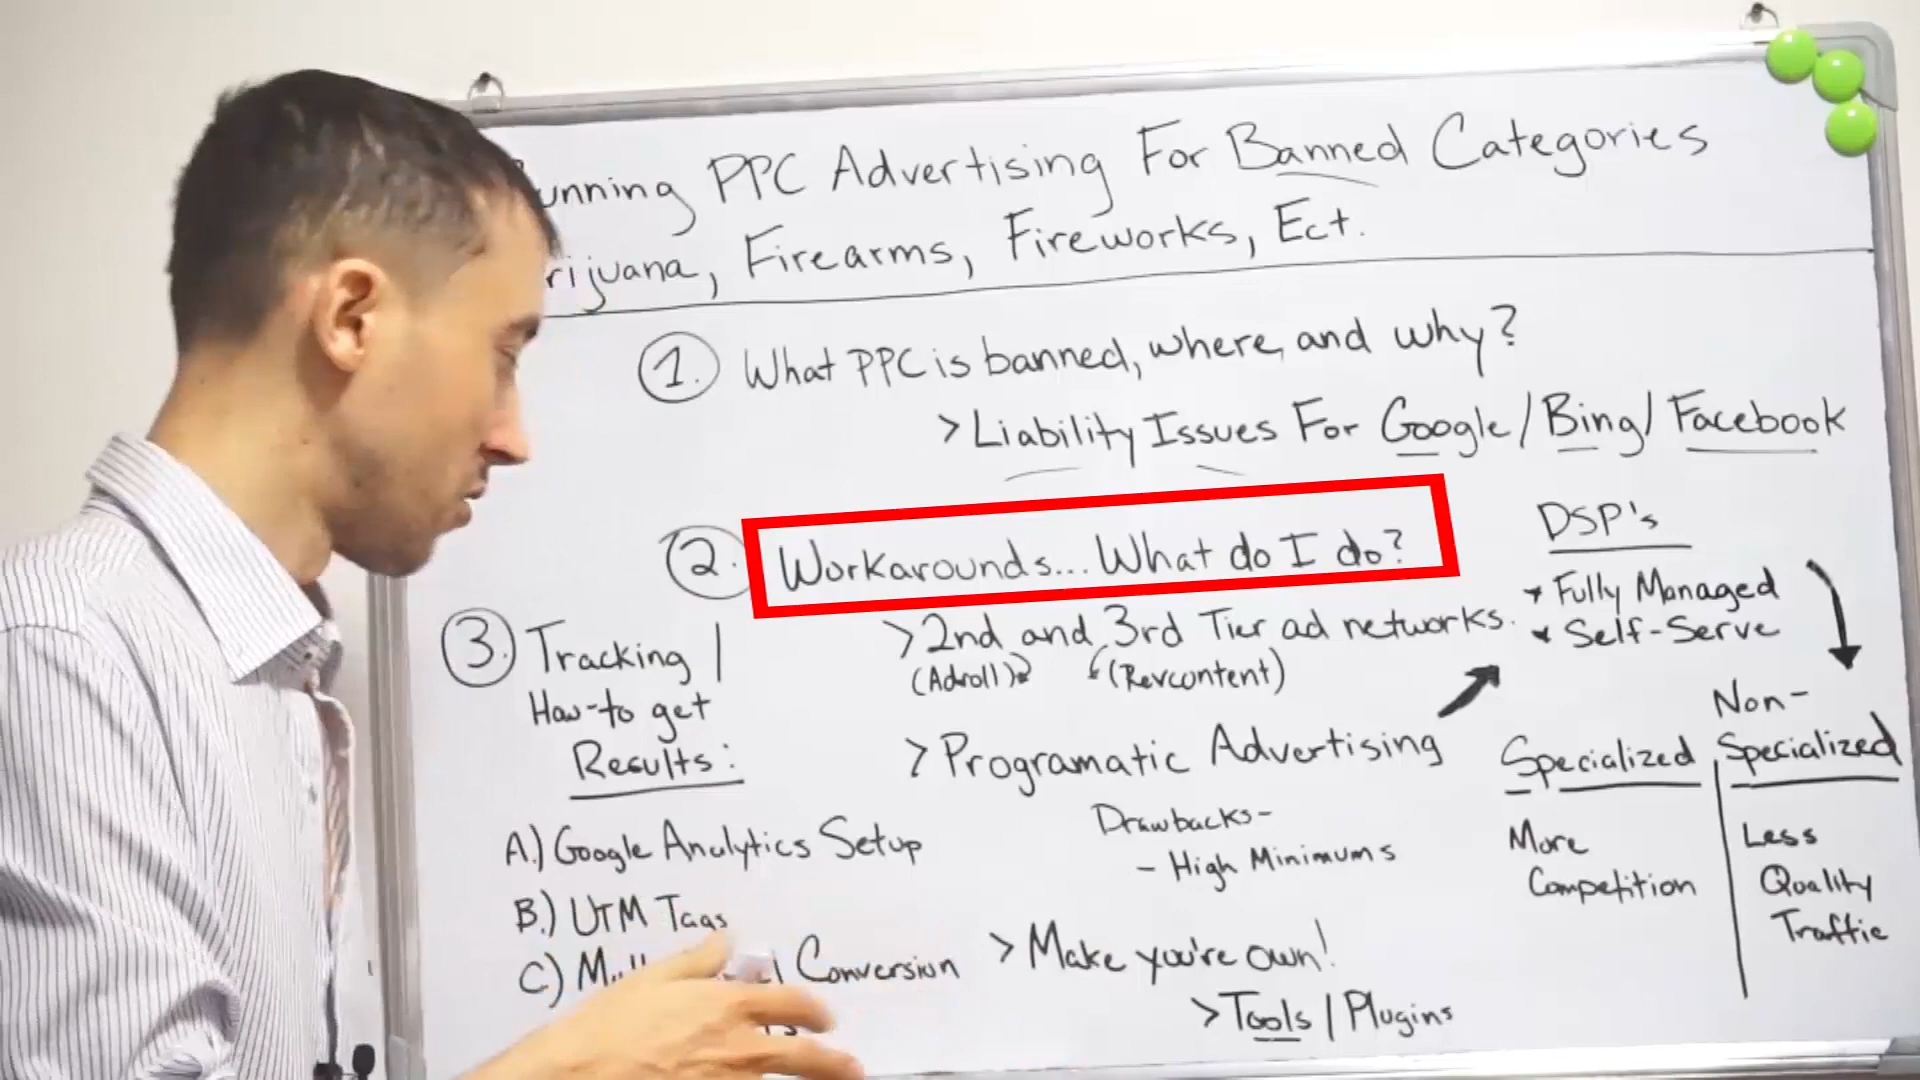 unning PPC Advertising For Banned Categories
rijuana, Firearms, Fireworks, Ect.
1. What PPC is banned, where, and why?
> Liability Issues For Google/Bing/Facebook
2. Workarounds... What do I do?
> 2nd and 3rd Tier ad networks.
(Adroll) (Revcontent)
> Programatic Advertising
Drawbacks-
- High Minimums
> Make you're own!
> Tools/Plugins
DSP's
Fully Managed
Self-Serve
Specialized
More
Competition
Non-
Specialized
Less
Quality
Traffic
3. Tracking/
How-to get
Results:
A.) Google Analytics Setup
B.) UTM Tags
C.) Conversion